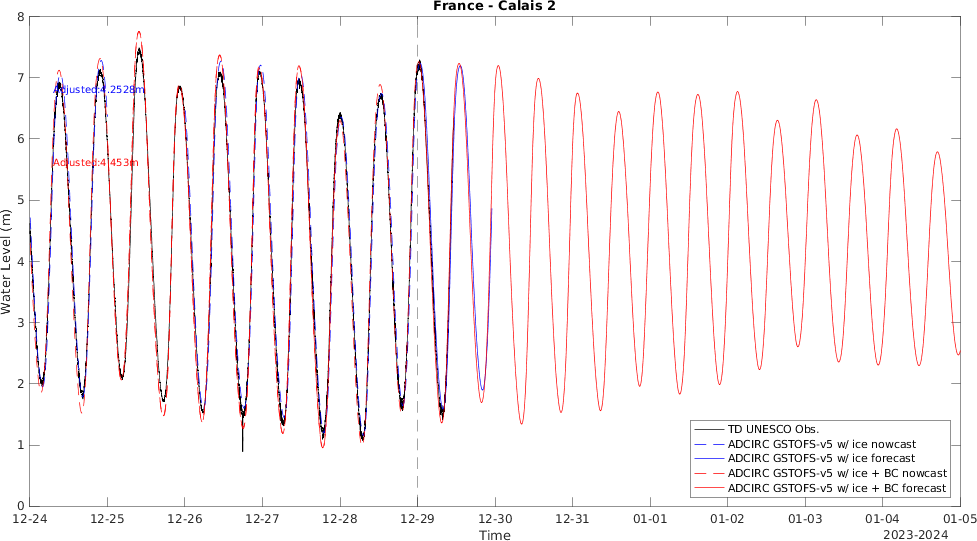 France - Calais 2
8
7
6
5
4
3
2
1
0
Water Level (m)
Adjusted:4.2528m
Adjusted:4.453m
TD UNESCO Obs.
ADCIRC GSTOFS-v5 w/ ice nowcast
ADCIRC GSTOFS-v5 w/ ice forecast
ADCIRC GSTOFS-v5 w/ ice + BC nowcast
ADCIRC GSTOFS-v5 w/ ice + BC forecast
12-24 12-25 12-26 12-27 12-28 12-29 12-30 12-31 01-01 01-02 01-03 01-04 01-05
Time
2023-2024